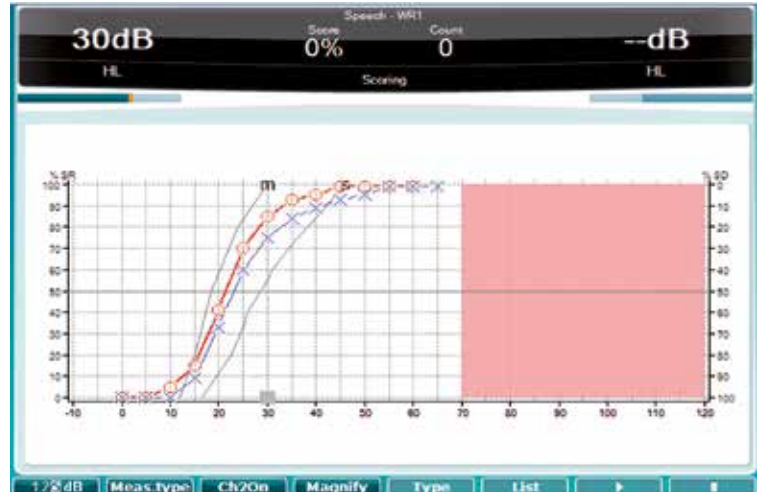 Speech - WR1
30dB Score Count --dB
0% 0
HL HL
Scoring
% SR % SD
m s
100 0
90 10
80 20
70 30
60 40
50 50
40 60
30 70
20 80
10 90
0 100
-10 0 5 10 20 30 40 50 60 70 80 90 100 110 120
Meas.type Ch2On Magnify Type List